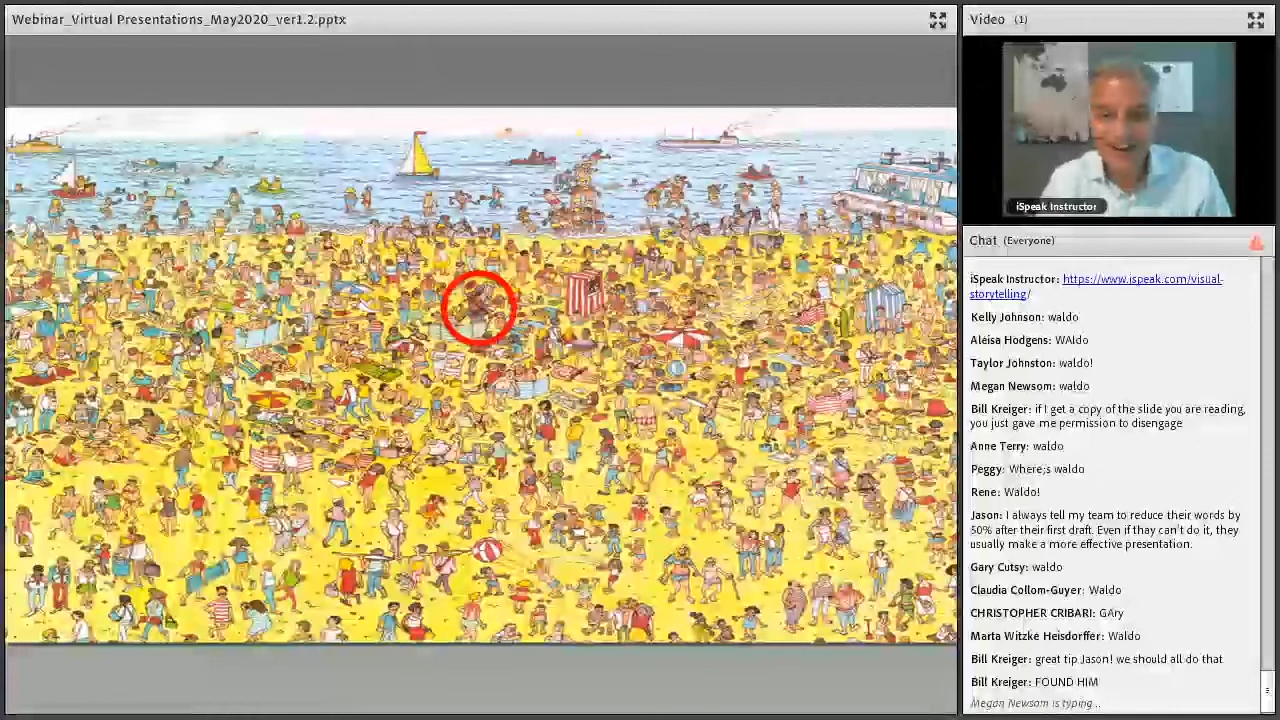 Webinar_Virtual Presentations_May2020_ver1.2.pptx
Video (1)
iSpeak Instructor
Chat (Everyone)
iSpeak Instructor: https://www.ispeak.com/visual-
storytelling/
Kelly Johnson: waldo
Aleisa Hodgens: WAldo
Taylor Johnston: waldo!
Megan Newsom: waldo
Bill Kreiger: if I get a copy of the slide you are reading,
you just gave me permission to disengage
Anne Terry: waldo
Peggy: Where;s waldo
Rene: Waldo!
Jason: I always tell my team to reduce their words by
50% after their first draft. Even if thay can't do it, they
usually make a more effective presentation.
Gary Cutsy: waldo
Claudia Collom-Guyer: Waldo
CHRISTOPHER CRIBARI: GAry
Marta Witzke Heisdorffer: Waldo
Bill Kreiger: great tip Jason! we should all do that
Bill Kreiger: FOUND HIM
Megan Newsom is typing...